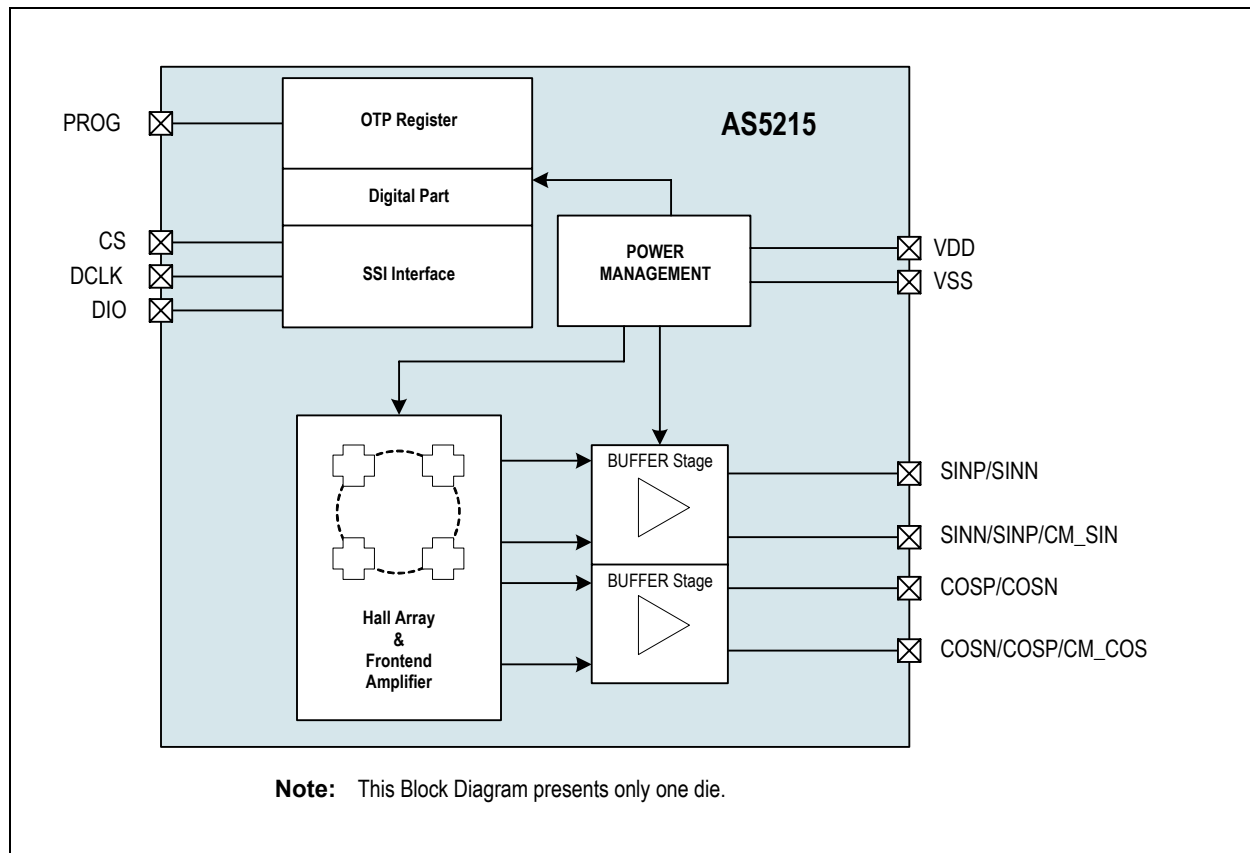 AS5215
PROG
OTP Register
Digital Part
CS
DCLK
DIO
SSI Interface
POWER
MANAGEMENT
VDD
VSS
Hall Array
&
Frontend
Amplifier
BUFFER Stage
BUFFER Stage
SINP/SINN
SINN/SINP/CM_SIN
COSP/COSN
COSN/COSP/CM_COS
Note: This Block Diagram presents only one die.